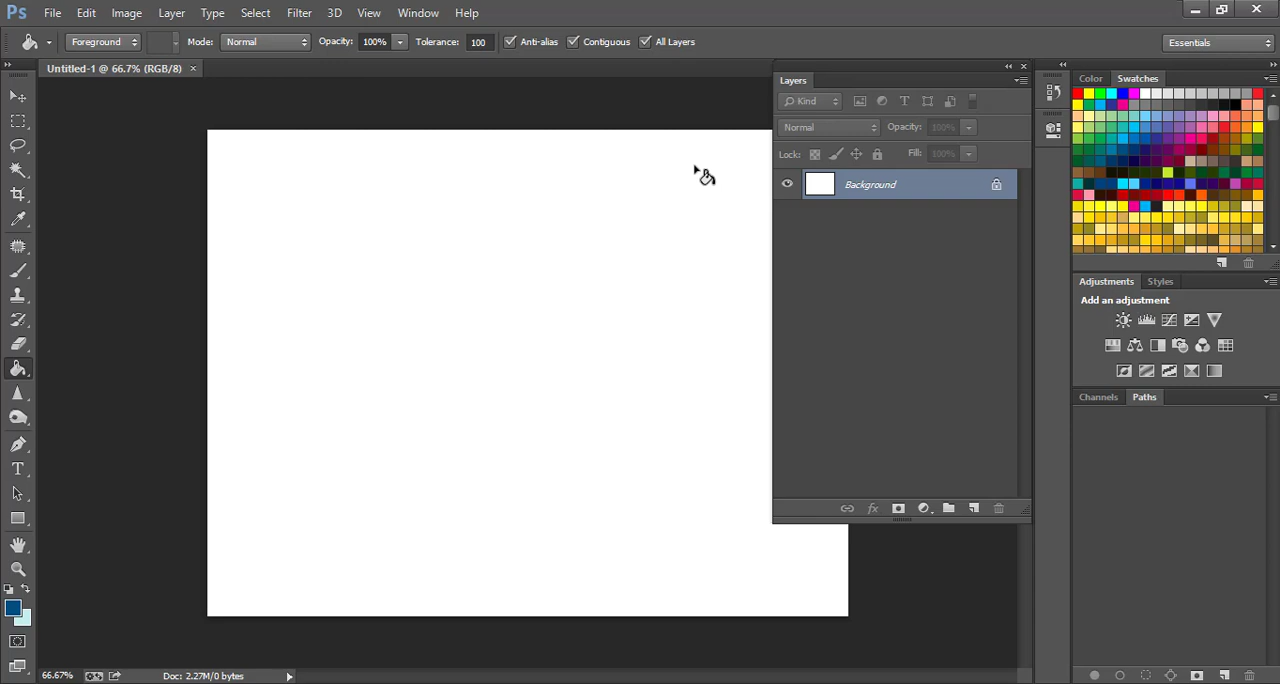 Ps File Edit Image Layer Type Select Filter 3D View Window Help
Foreground Mode: Normal Opacity: 100% Tolerance: 100 Anti-alias Contiguous All Layers Essentials
Untitled-1 @ 66.7% (RGB/8) ×
Layers
Kind
Normal Opacity: 100%
Lock: Fill: 100%
Background
Color Swatches
Adjustments Styles
Add an adjustment
Channels Paths
66.67% Doc: 2.27M/0 bytes